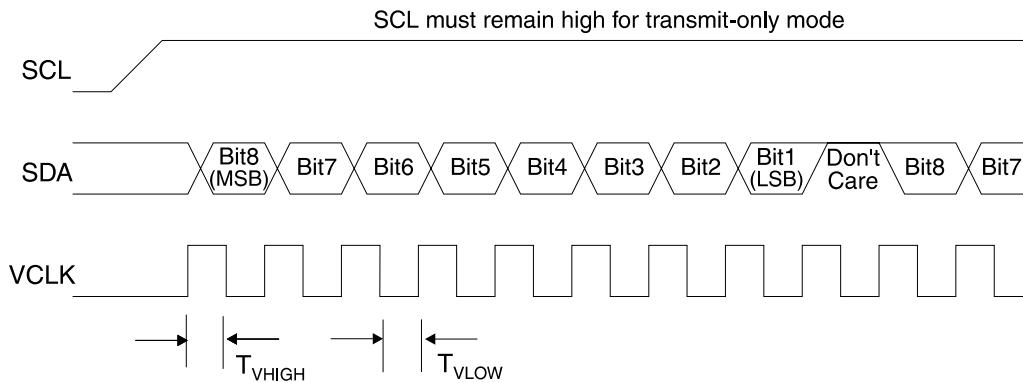 SCL must remain high for transmit-only mode
SCL
SDA
Bit8 (MSB)
Bit7
Bit6
Bit5
Bit4
Bit3
Bit2
Bit1 (LSB)
Don't Care
Bit8
Bit7
VCLK
TVHIGH
TVLOW